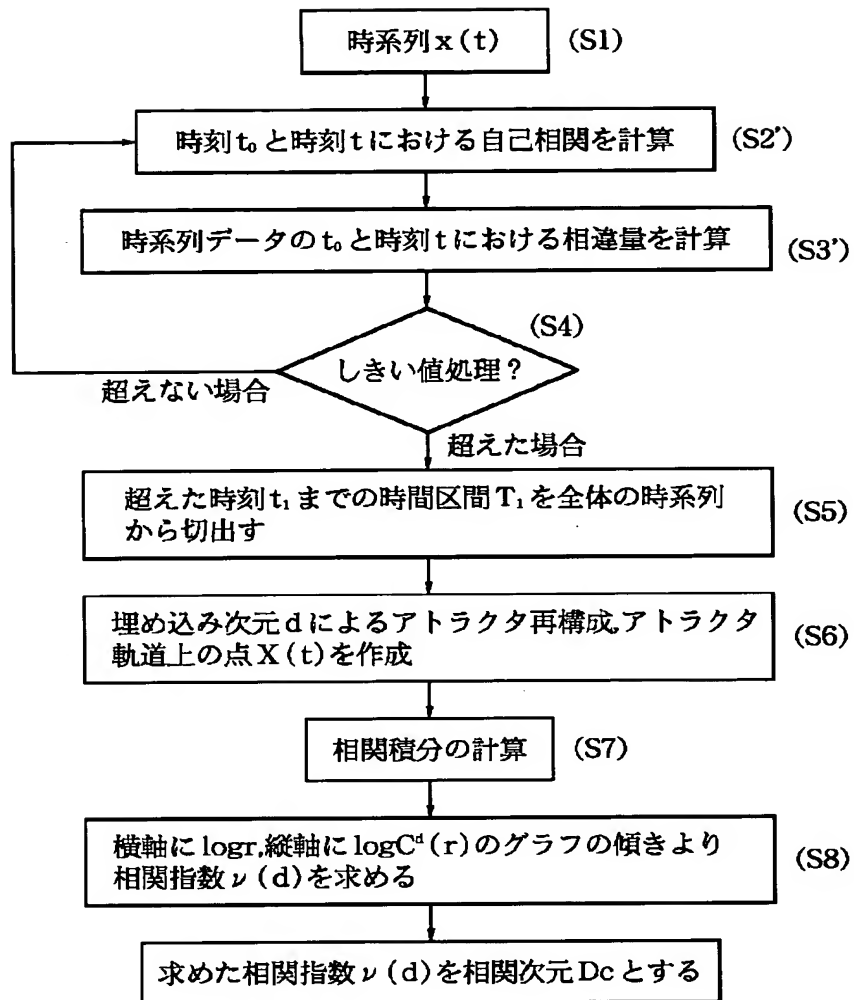 時系列x(t) (S1)
時刻t₀と時刻tにおける自己相関を計算 (S2')
時系列データのt₀と時刻tにおける相違量を計算 (S3')
(S4)
しきい値処理?
超えない場合
超えた場合
超えた時刻t₁までの時間区間T₁を全体の時系列
から切出す
(S5)
埋め込み次元dによるアトラクタ再構成,アトラクタ
軌道上の点X(t)を作成
(S6)
相関積分の計算 (S7)
横軸にlogr,縦軸にlogCᵈ(r)のグラフの傾きより
相関指数ν(d)を求める
(S8)
求めた相関指数ν(d)を相関次元Dcとする